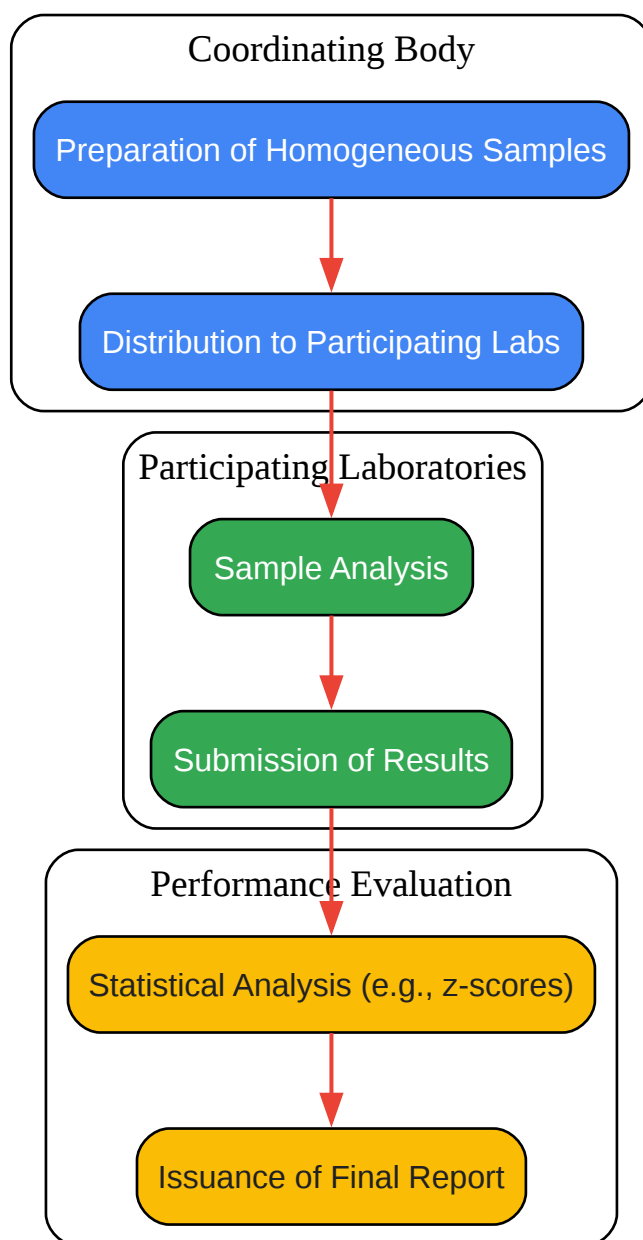 Coordinating Body
Preparation of Homogeneous Samples
Distribution to Participating Labs
Participating Laboratories
Sample Analysis
Submission of Results
Performance Evaluation
Statistical Analysis (e.g., z-scores)
Issuance of Final Report